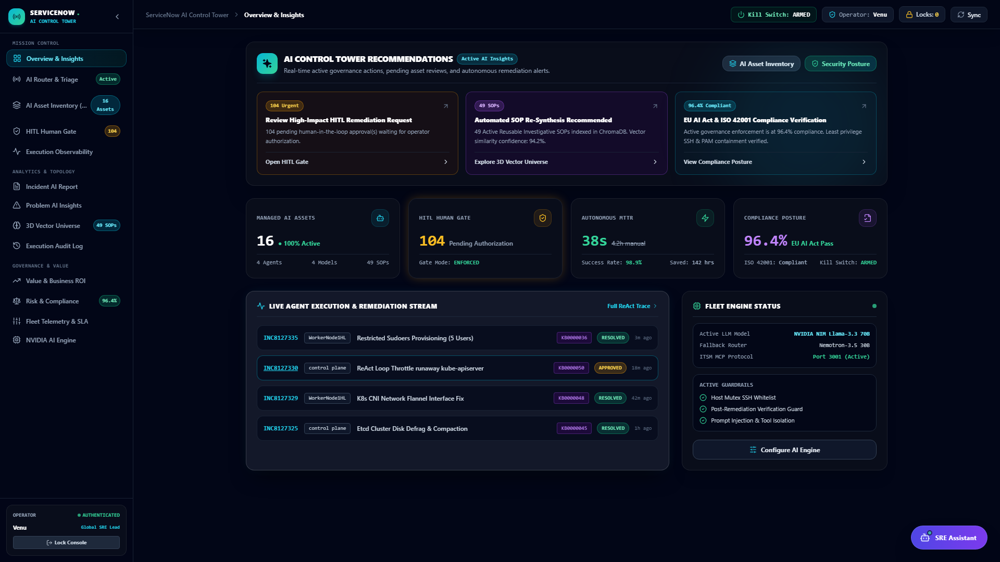 SERVICENOW .
AI CONTROL TOWER
MISSION CONTROL
Overview & Insights
AI Router & Triage Active
AI Asset Inventory (... 16 Assets
HITL Human Gate 104
Execution Observability
ANALYTICS & TOPOLOGY
Incident AI Report
Problem AI Insights
3D Vector Universe 49 SOPs
Execution Audit Log
GOVERNANCE & VALUE
Value & Business ROI
Risk & Compliance 96.4%
Fleet Telemetry & SLA
NVIDIA AI Engine
OPERATOR AUTHENTICATED
Venu Global SRE Lead
Lock Console
ServiceNow AI Control Tower > Overview & Insights
Kill Switch: ARMED
Operator: Venu
Locks: 0
Sync
AI CONTROL TOWER RECOMMENDATIONS Active AI Insights
Real-time active governance actions, pending asset reviews, and autonomous remediation alerts.
AI Asset Inventory
Security Posture
104 Urgent
Review High-Impact HITL Remediation Request
104 pending human-in-the-loop approval(s) waiting for operator
authorization.
Open HITL Gate
49 SOPs
Automated SOP Re-Synthesis Recommended
49 Active Reusable Investigative SOPs indexed in ChromaDB. Vector
similarity confidence: 94.2%.
Explore 3D Vector Universe
96.4% Compliant
EU AI Act & ISO 42001 Compliance Verification
Active governance enforcement is at 96.4% compliance. Least privilege
SSH & PAM containment verified.
View Compliance Posture
MANAGED AI ASSETS
16 • 100% Active
4 Agents 4 Models 49 SOPs
HITL HUMAN GATE
104 Pending Authorization
Gate Mode: ENFORCED
AUTONOMOUS MTTR
38s 4.2h manual
Success Rate: 98.9% Saved: 142 hrs
COMPLIANCE POSTURE
96.4% EU AI Act Pass
ISO 42001: Compliant Kill Switch: ARMED
LIVE AGENT EXECUTION & REMEDIATION STREAM Full ReAct Trace >
INC8127335 WorkerNode1HL Restricted Sudoers Provisioning (5 Users) KB0000036 RESOLVED 3m ago
INC8127330 control plane ReAct Loop Throttle runaway kube-apiserver KB0000050 APPROVED 18m ago
INC8127329 WorkerNode1HL K8s CNI Network Flannel Interface Fix KB0000048 RESOLVED 42m ago
INC8127325 control plane Etcd Cluster Disk Defrag & Compaction KB0000045 RESOLVED 1h ago
FLEET ENGINE STATUS
Active LLM Model NVIDIA NIM Llama-3.3 70B
Fallback Router Nemotron-3.5 30B
ITSM MCP Protocol Port 3001 (Active)
ACTIVE GUARDRAILS
Host Mutex SSH Whitelist
Post-Remediation Verification Guard
Prompt Injection & Tool Isolation
Configure AI Engine
SRE Assistant